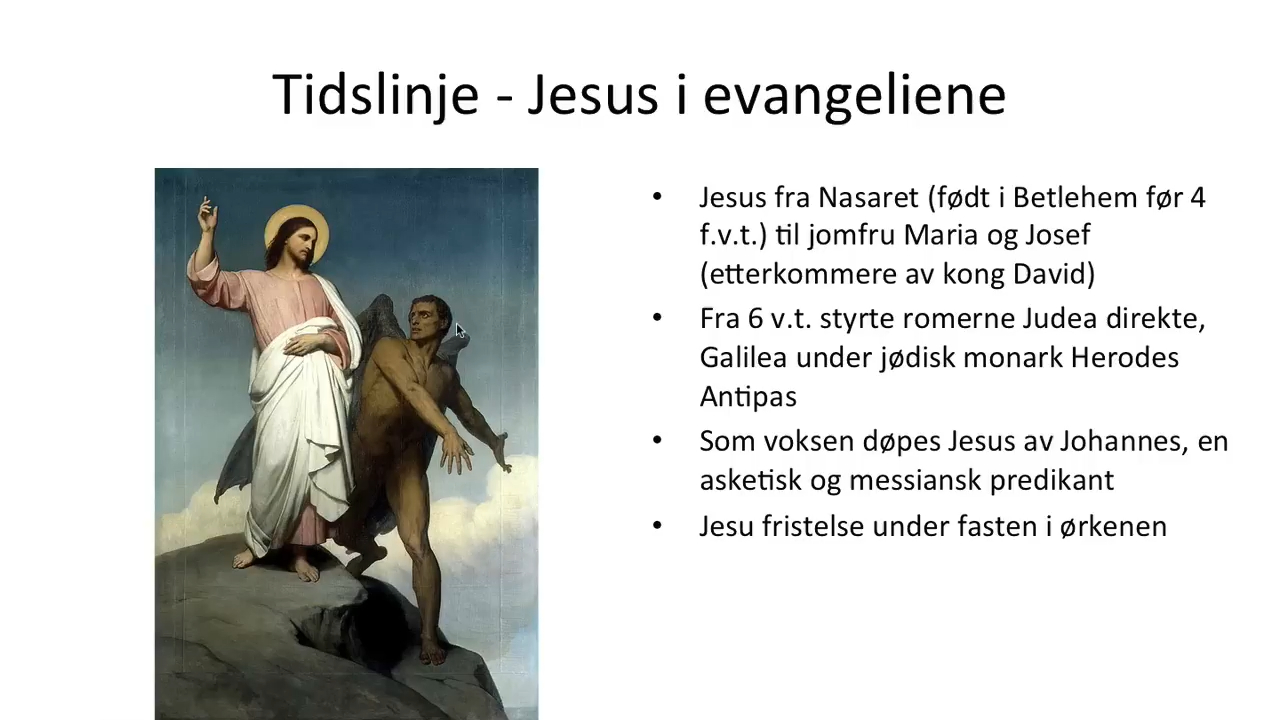 Tidslinje - Jesus i evangeliene
• Jesus fra Nasaret (født i Betlehem før 4
f.v.t.) til jomfru Maria og Josef
(etterkommere av kong David)
• Fra 6 v.t. styrte romerne Judea direkte,
Galilea under jødisk monark Herodes
Antipas
• Som voksen døpes Jesus av Johannes, en
asketisk og messiansk predikant
• Jesu fristelse under fasten i ørkenen